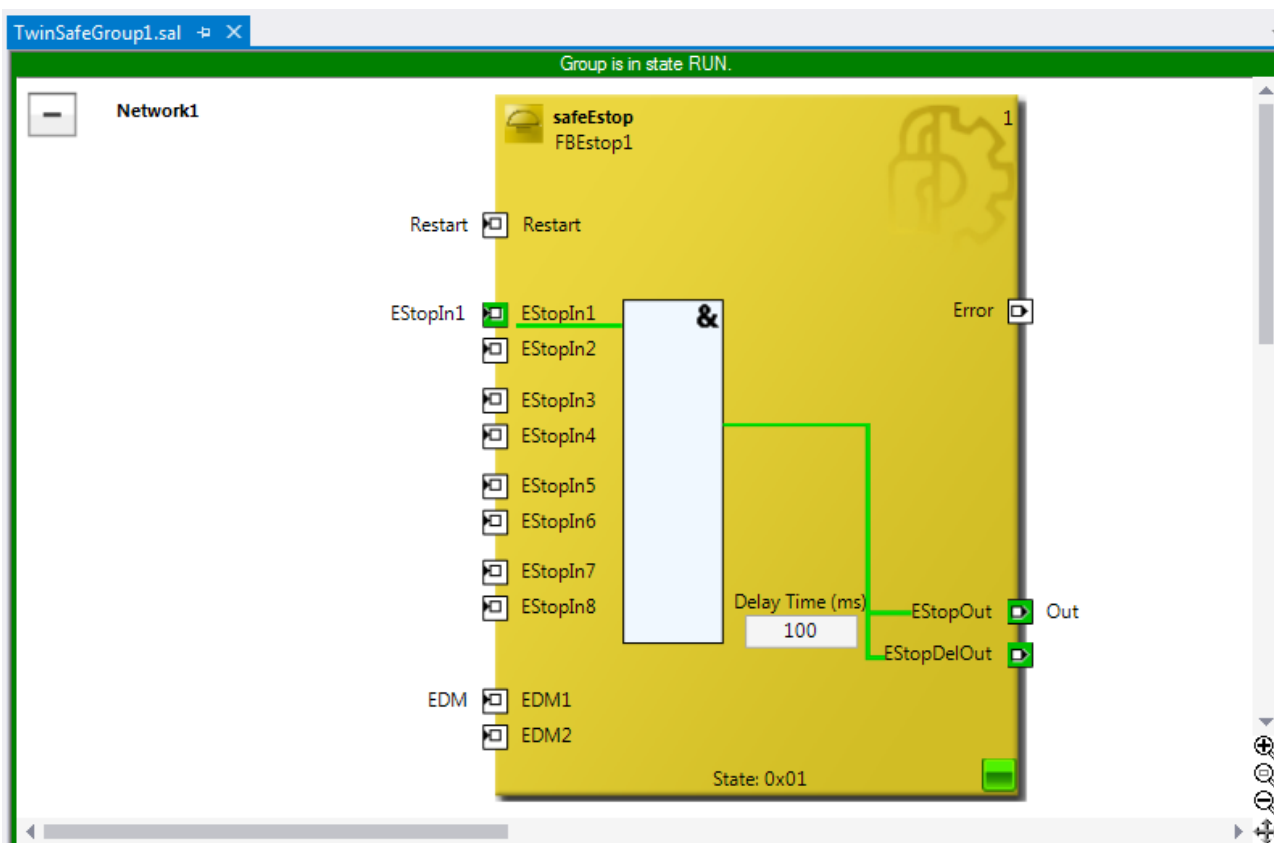 TwinSafeGroup1.sal
Group is in state RUN.
Network1
safeEstop
1
FBEstop1
Restart Restart
EStopIn1 EStopIn1 & Error
EStopIn2
EStopIn3
EStopIn4
EStopIn5
EStopIn6
EStopIn7
EStopIn8 Delay Time (ms) EStopOut Out
100
EStopDelOut
EDM EDM1
EDM2
State: 0x01